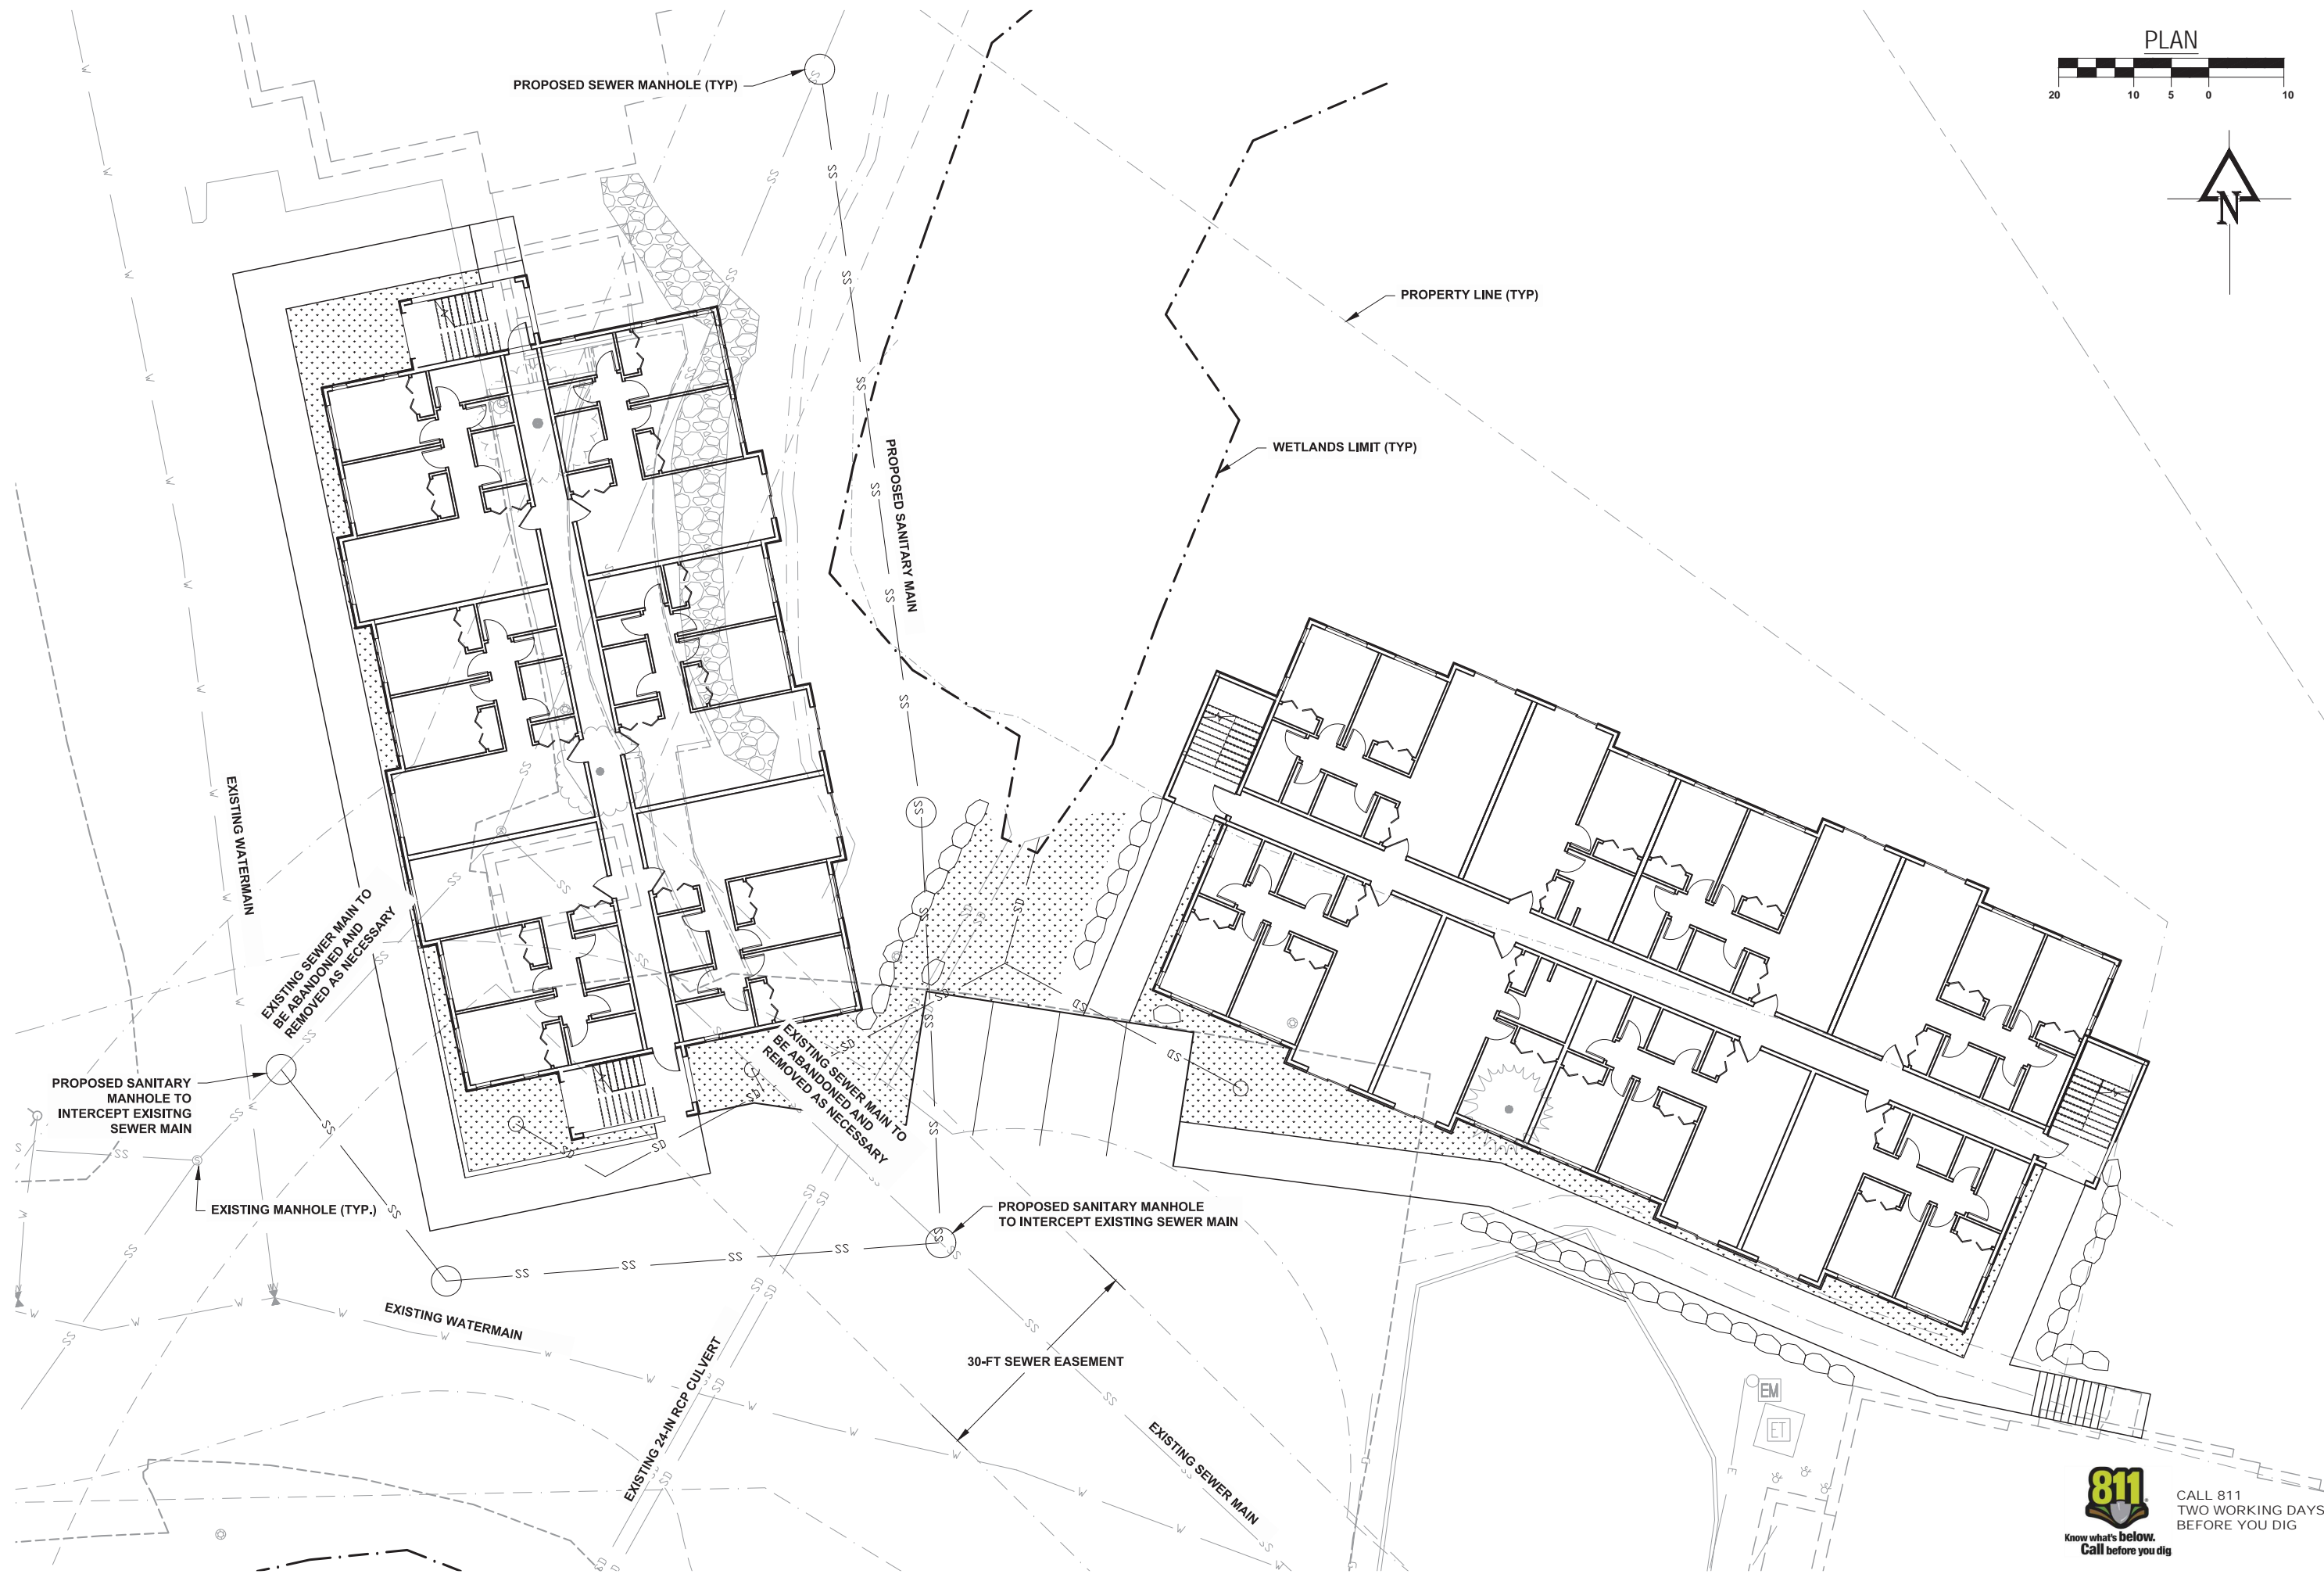 PLAN
20 10 5 0 10
N
PROPOSED SEWER MANHOLE (TYP)
PROPERTY LINE (TYP)
WETLANDS LIMIT (TYP)
PROPOSED SANITARY MAIN
EXISTING WATERMAIN
EXISTING SEWER MAIN TO
BE ABANDONED AND
REMOVED AS NECESSARY
PROPOSED SANITARY
MANHOLE TO
INTERCEPT EXISITNG
SEWER MAIN
EXISTING MANHOLE (TYP.)
EXISTING SEWER MAIN TO
BE ABANDONED AND
REMOVED AS NECESSARY
PROPOSED SANITARY MANHOLE
TO INTERCEPT EXISTING SEWER MAIN
EXISTING WATERMAIN
30-FT SEWER EASEMENT
EXISTING 24-IN RCP CULVERT
EXISTING SEWER MAIN
SS
SD
W
E
EM
ET
811
Know what's below.
Call before you dig
CALL 811
TWO WORKING DAYS
BEFORE YOU DIG